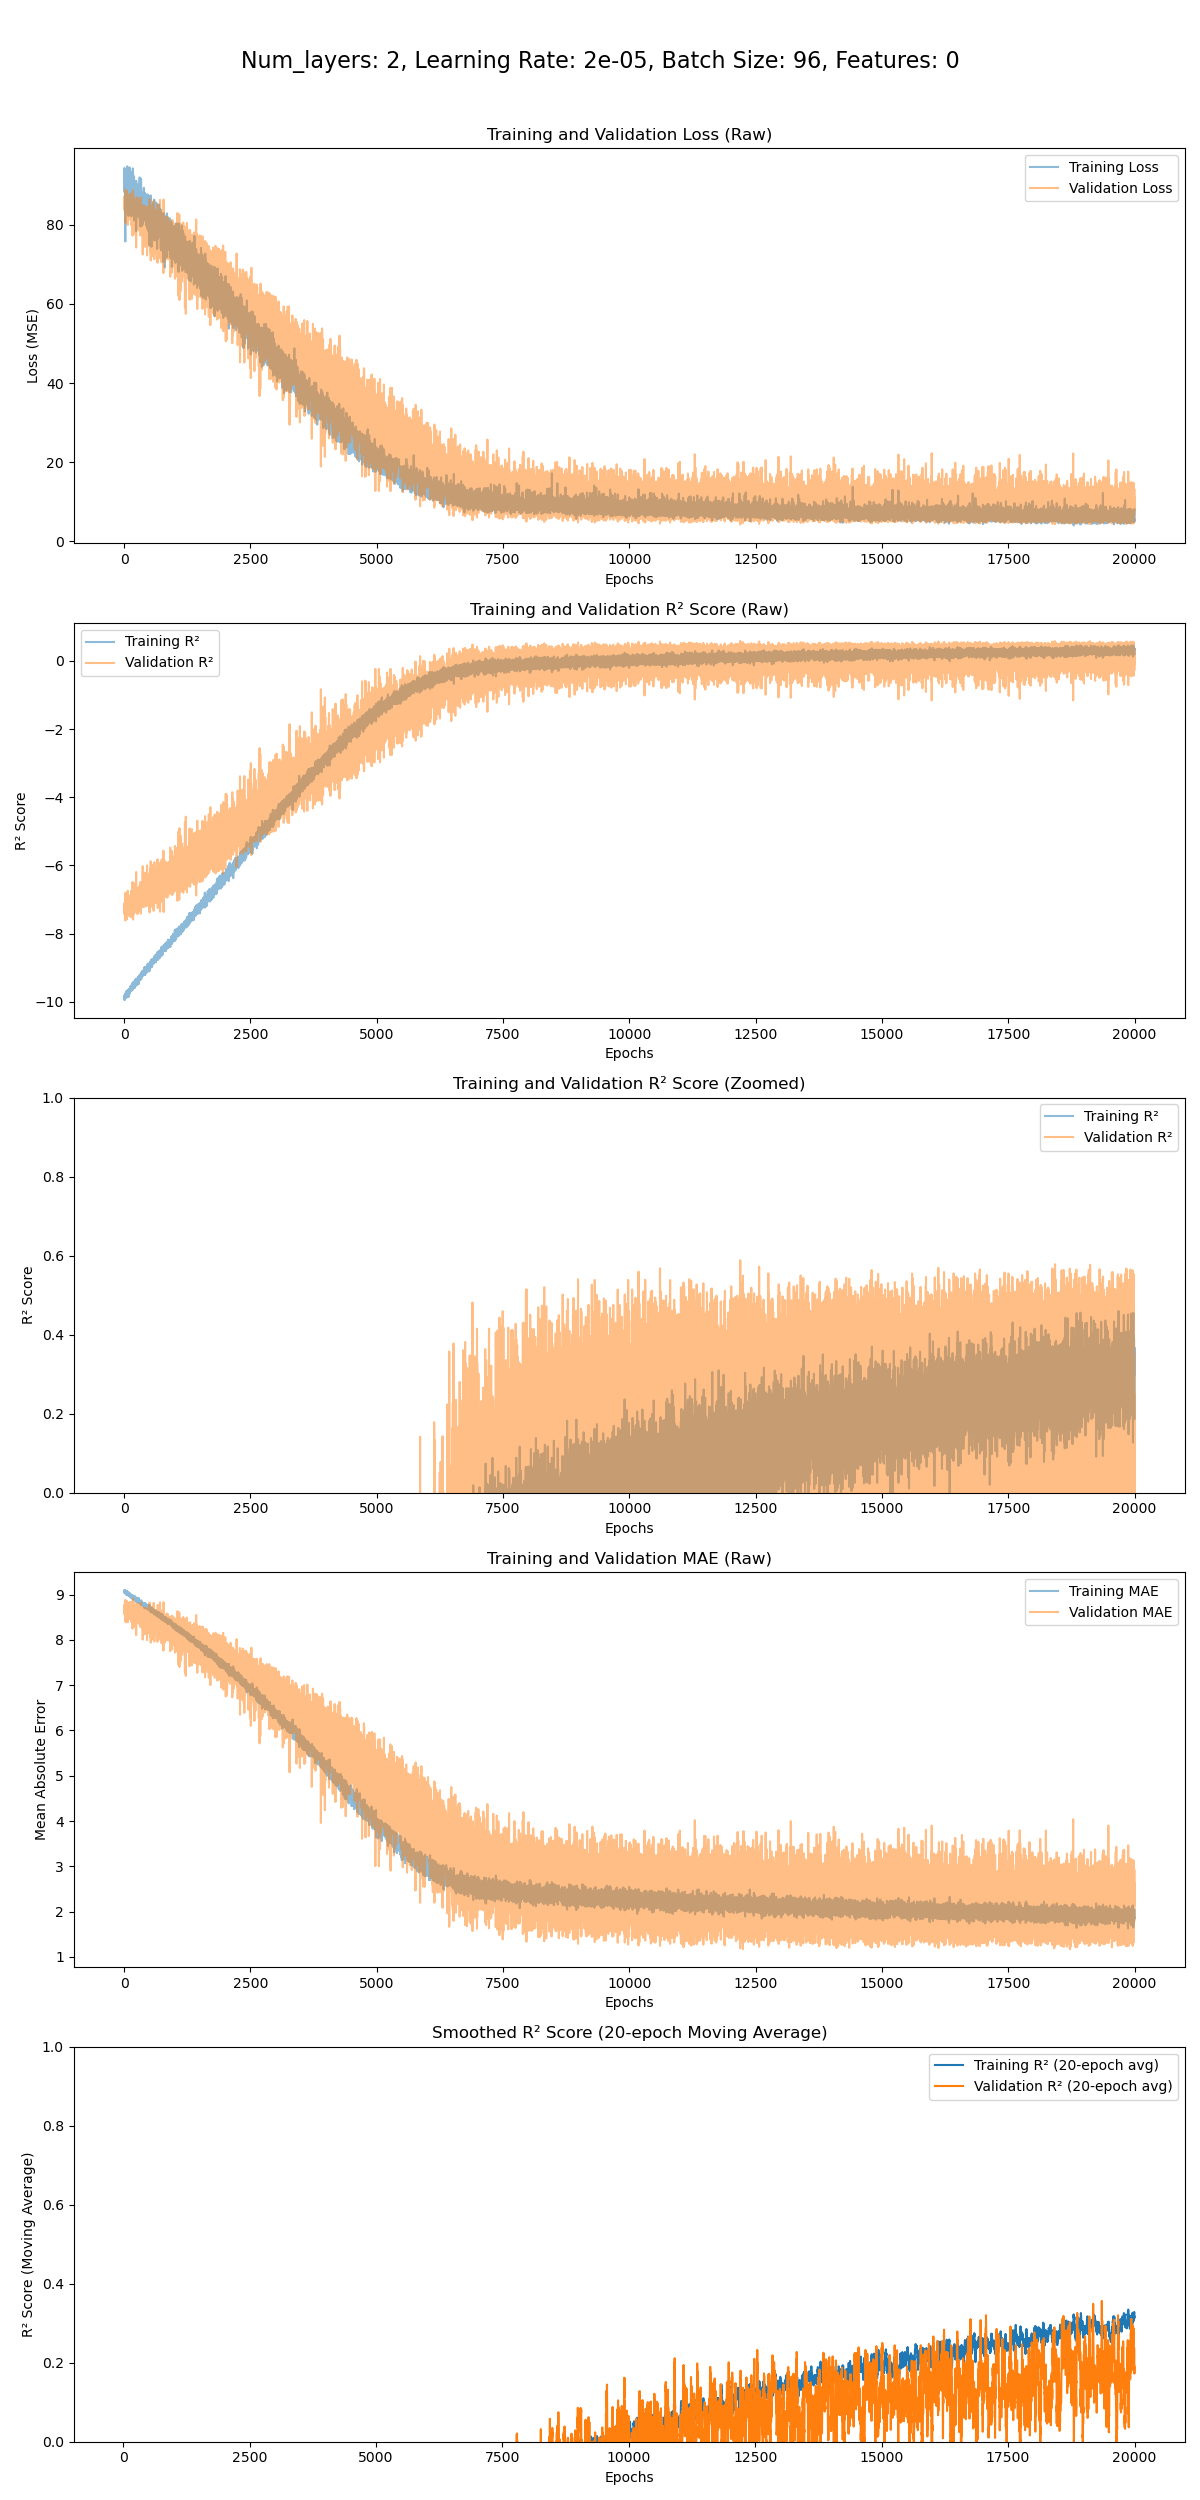 Num_layers: 2, Learning Rate: 2e-05, Batch Size: 96, Features: 0
Training and Validation Loss (Raw)
Training Loss
Validation Loss
Loss (MSE)
80
60
40
20
0
0 2500 5000 7500 10000 12500 15000 17500 20000
Epochs
Training and Validation R² Score (Raw)
Training R²
Validation R²
R² Score
0
−2
−4
−6
−8
−10
0 2500 5000 7500 10000 12500 15000 17500 20000
Epochs
Training and Validation R² Score (Zoomed)
Training R²
Validation R²
R² Score
1.0
0.8
0.6
0.4
0.2
0.0
0 2500 5000 7500 10000 12500 15000 17500 20000
Epochs
Training and Validation MAE (Raw)
Training MAE
Validation MAE
Mean Absolute Error
9
8
7
6
5
4
3
2
1
0 2500 5000 7500 10000 12500 15000 17500 20000
Epochs
Smoothed R² Score (20-epoch Moving Average)
Training R² (20-epoch avg)
Validation R² (20-epoch avg)
R² Score (Moving Average)
1.0
0.8
0.6
0.4
0.2
0.0
0 2500 5000 7500 10000 12500 15000 17500 20000
Epochs